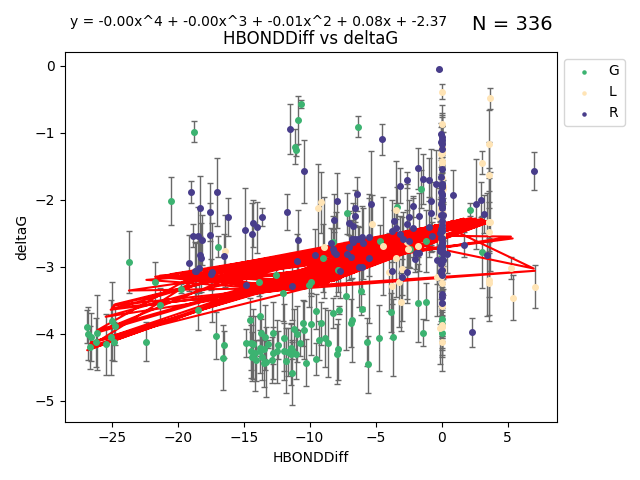 y = -0.00x^4 + -0.00x^3 + -0.01x^2 + 0.08x + -2.37
N = 336
HBONDDiff vs deltaG
G
L
R
deltaG
0
−1
−2
−3
−4
−5
−25 −20 −15 −10 −5 0 5
HBONDDiff